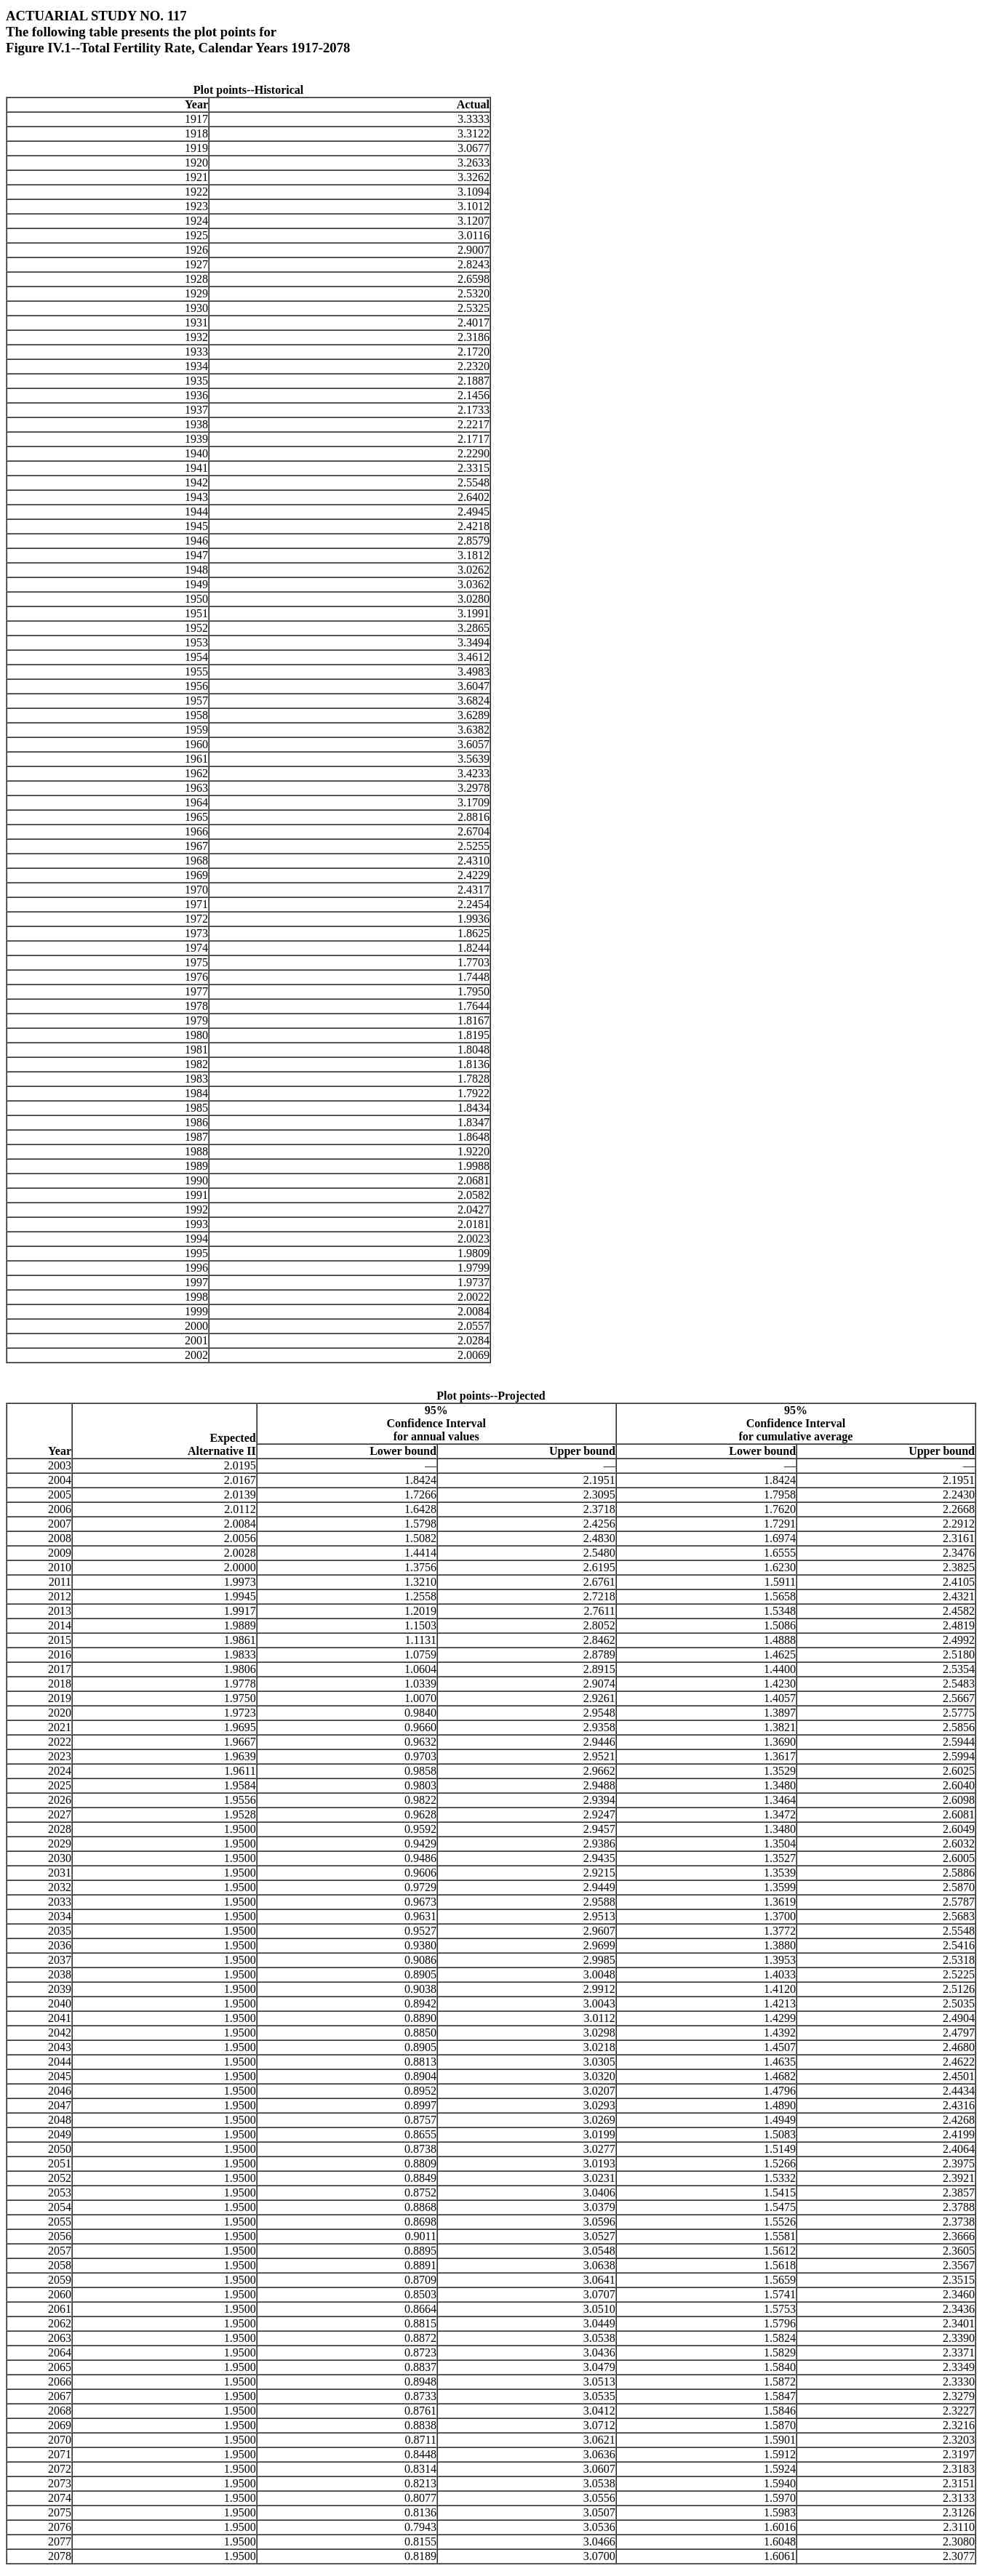 ACTUARIAL STUDY NO. 117
The following table presents the plot points for
Figure IV.1--Total Fertility Rate, Calendar Years 1917-2078
Plot points--Historical
Year Actual
1917 3.3333
1918 3.3122
1919 3.0677
1920 3.2633
1921 3.3262
1922 3.1094
1923 3.1012
1924 3.1207
1925 3.0116
1926 2.9007
1927 2.8243
1928 2.6598
1929 2.5320
1930 2.5325
1931 2.4017
1932 2.3186
1933 2.1720
1934 2.2320
1935 2.1887
1936 2.1456
1937 2.1733
1938 2.2217
1939 2.1717
1940 2.2290
1941 2.3315
1942 2.5548
1943 2.6402
1944 2.4945
1945 2.4218
1946 2.8579
1947 3.1812
1948 3.0262
1949 3.0362
1950 3.0280
1951 3.1991
1952 3.2865
1953 3.3494
1954 3.4612
1955 3.4983
1956 3.6047
1957 3.6824
1958 3.6289
1959 3.6382
1960 3.6057
1961 3.5639
1962 3.4233
1963 3.2978
1964 3.1709
1965 2.8816
1966 2.6704
1967 2.5255
1968 2.4310
1969 2.4229
1970 2.4317
1971 2.2454
1972 1.9936
1973 1.8625
1974 1.8244
1975 1.7703
1976 1.7448
1977 1.7950
1978 1.7644
1979 1.8167
1980 1.8195
1981 1.8048
1982 1.8136
1983 1.7828
1984 1.7922
1985 1.8434
1986 1.8347
1987 1.8648
1988 1.9220
1989 1.9988
1990 2.0681
1991 2.0582
1992 2.0427
1993 2.0181
1994 2.0023
1995 1.9809
1996 1.9799
1997 1.9737
1998 2.0022
1999 2.0084
2000 2.0557
2001 2.0284
2002 2.0069
Plot points--Projected
95% 95%
Confidence Interval Confidence Interval
Expected for annual values for cumulative average
Year Alternative II Lower bound Upper bound Lower bound Upper bound
2003 2.0195 — — — —
2004 2.0167 1.8424 2.1951 1.8424 2.1951
2005 2.0139 1.7266 2.3095 1.7958 2.2430
2006 2.0112 1.6428 2.3718 1.7620 2.2668
2007 2.0084 1.5798 2.4256 1.7291 2.2912
2008 2.0056 1.5082 2.4830 1.6974 2.3161
2009 2.0028 1.4414 2.5480 1.6555 2.3476
2010 2.0000 1.3756 2.6195 1.6230 2.3825
2011 1.9973 1.3210 2.6761 1.5911 2.4105
2012 1.9945 1.2558 2.7218 1.5658 2.4321
2013 1.9917 1.2019 2.7611 1.5348 2.4582
2014 1.9889 1.1503 2.8052 1.5086 2.4819
2015 1.9861 1.1131 2.8462 1.4888 2.4992
2016 1.9833 1.0759 2.8789 1.4625 2.5180
2017 1.9806 1.0604 2.8915 1.4400 2.5354
2018 1.9778 1.0339 2.9074 1.4230 2.5483
2019 1.9750 1.0070 2.9261 1.4057 2.5667
2020 1.9723 0.9840 2.9548 1.3897 2.5775
2021 1.9695 0.9660 2.9358 1.3821 2.5856
2022 1.9667 0.9632 2.9446 1.3690 2.5944
2023 1.9639 0.9703 2.9521 1.3617 2.5994
2024 1.9611 0.9858 2.9662 1.3529 2.6025
2025 1.9584 0.9803 2.9488 1.3480 2.6040
2026 1.9556 0.9822 2.9394 1.3464 2.6098
2027 1.9528 0.9628 2.9247 1.3472 2.6081
2028 1.9500 0.9592 2.9457 1.3480 2.6049
2029 1.9500 0.9429 2.9386 1.3504 2.6032
2030 1.9500 0.9486 2.9435 1.3527 2.6005
2031 1.9500 0.9606 2.9215 1.3539 2.5886
2032 1.9500 0.9729 2.9449 1.3599 2.5870
2033 1.9500 0.9673 2.9588 1.3619 2.5787
2034 1.9500 0.9631 2.9513 1.3700 2.5683
2035 1.9500 0.9527 2.9607 1.3772 2.5548
2036 1.9500 0.9380 2.9699 1.3880 2.5416
2037 1.9500 0.9086 2.9985 1.3953 2.5318
2038 1.9500 0.8905 3.0048 1.4033 2.5225
2039 1.9500 0.9038 2.9912 1.4120 2.5126
2040 1.9500 0.8942 3.0043 1.4213 2.5035
2041 1.9500 0.8890 3.0112 1.4299 2.4904
2042 1.9500 0.8850 3.0298 1.4392 2.4797
2043 1.9500 0.8905 3.0218 1.4507 2.4680
2044 1.9500 0.8813 3.0305 1.4635 2.4622
2045 1.9500 0.8904 3.0320 1.4682 2.4501
2046 1.9500 0.8952 3.0207 1.4796 2.4434
2047 1.9500 0.8997 3.0293 1.4890 2.4316
2048 1.9500 0.8757 3.0269 1.4949 2.4268
2049 1.9500 0.8655 3.0199 1.5083 2.4199
2050 1.9500 0.8738 3.0277 1.5149 2.4064
2051 1.9500 0.8809 3.0193 1.5266 2.3975
2052 1.9500 0.8849 3.0231 1.5332 2.3921
2053 1.9500 0.8752 3.0406 1.5415 2.3857
2054 1.9500 0.8868 3.0379 1.5475 2.3788
2055 1.9500 0.8698 3.0596 1.5526 2.3738
2056 1.9500 0.9011 3.0527 1.5581 2.3666
2057 1.9500 0.8895 3.0548 1.5612 2.3605
2058 1.9500 0.8891 3.0638 1.5618 2.3567
2059 1.9500 0.8709 3.0641 1.5659 2.3515
2060 1.9500 0.8503 3.0707 1.5741 2.3460
2061 1.9500 0.8664 3.0510 1.5753 2.3436
2062 1.9500 0.8815 3.0449 1.5796 2.3401
2063 1.9500 0.8872 3.0538 1.5824 2.3390
2064 1.9500 0.8723 3.0436 1.5829 2.3371
2065 1.9500 0.8837 3.0479 1.5840 2.3349
2066 1.9500 0.8948 3.0513 1.5872 2.3330
2067 1.9500 0.8733 3.0535 1.5847 2.3279
2068 1.9500 0.8761 3.0412 1.5846 2.3227
2069 1.9500 0.8838 3.0712 1.5870 2.3216
2070 1.9500 0.8711 3.0621 1.5901 2.3203
2071 1.9500 0.8448 3.0636 1.5912 2.3197
2072 1.9500 0.8314 3.0607 1.5924 2.3183
2073 1.9500 0.8213 3.0538 1.5940 2.3151
2074 1.9500 0.8077 3.0556 1.5970 2.3133
2075 1.9500 0.8136 3.0507 1.5983 2.3126
2076 1.9500 0.7943 3.0536 1.6016 2.3110
2077 1.9500 0.8155 3.0466 1.6048 2.3080
2078 1.9500 0.8189 3.0700 1.6061 2.3077